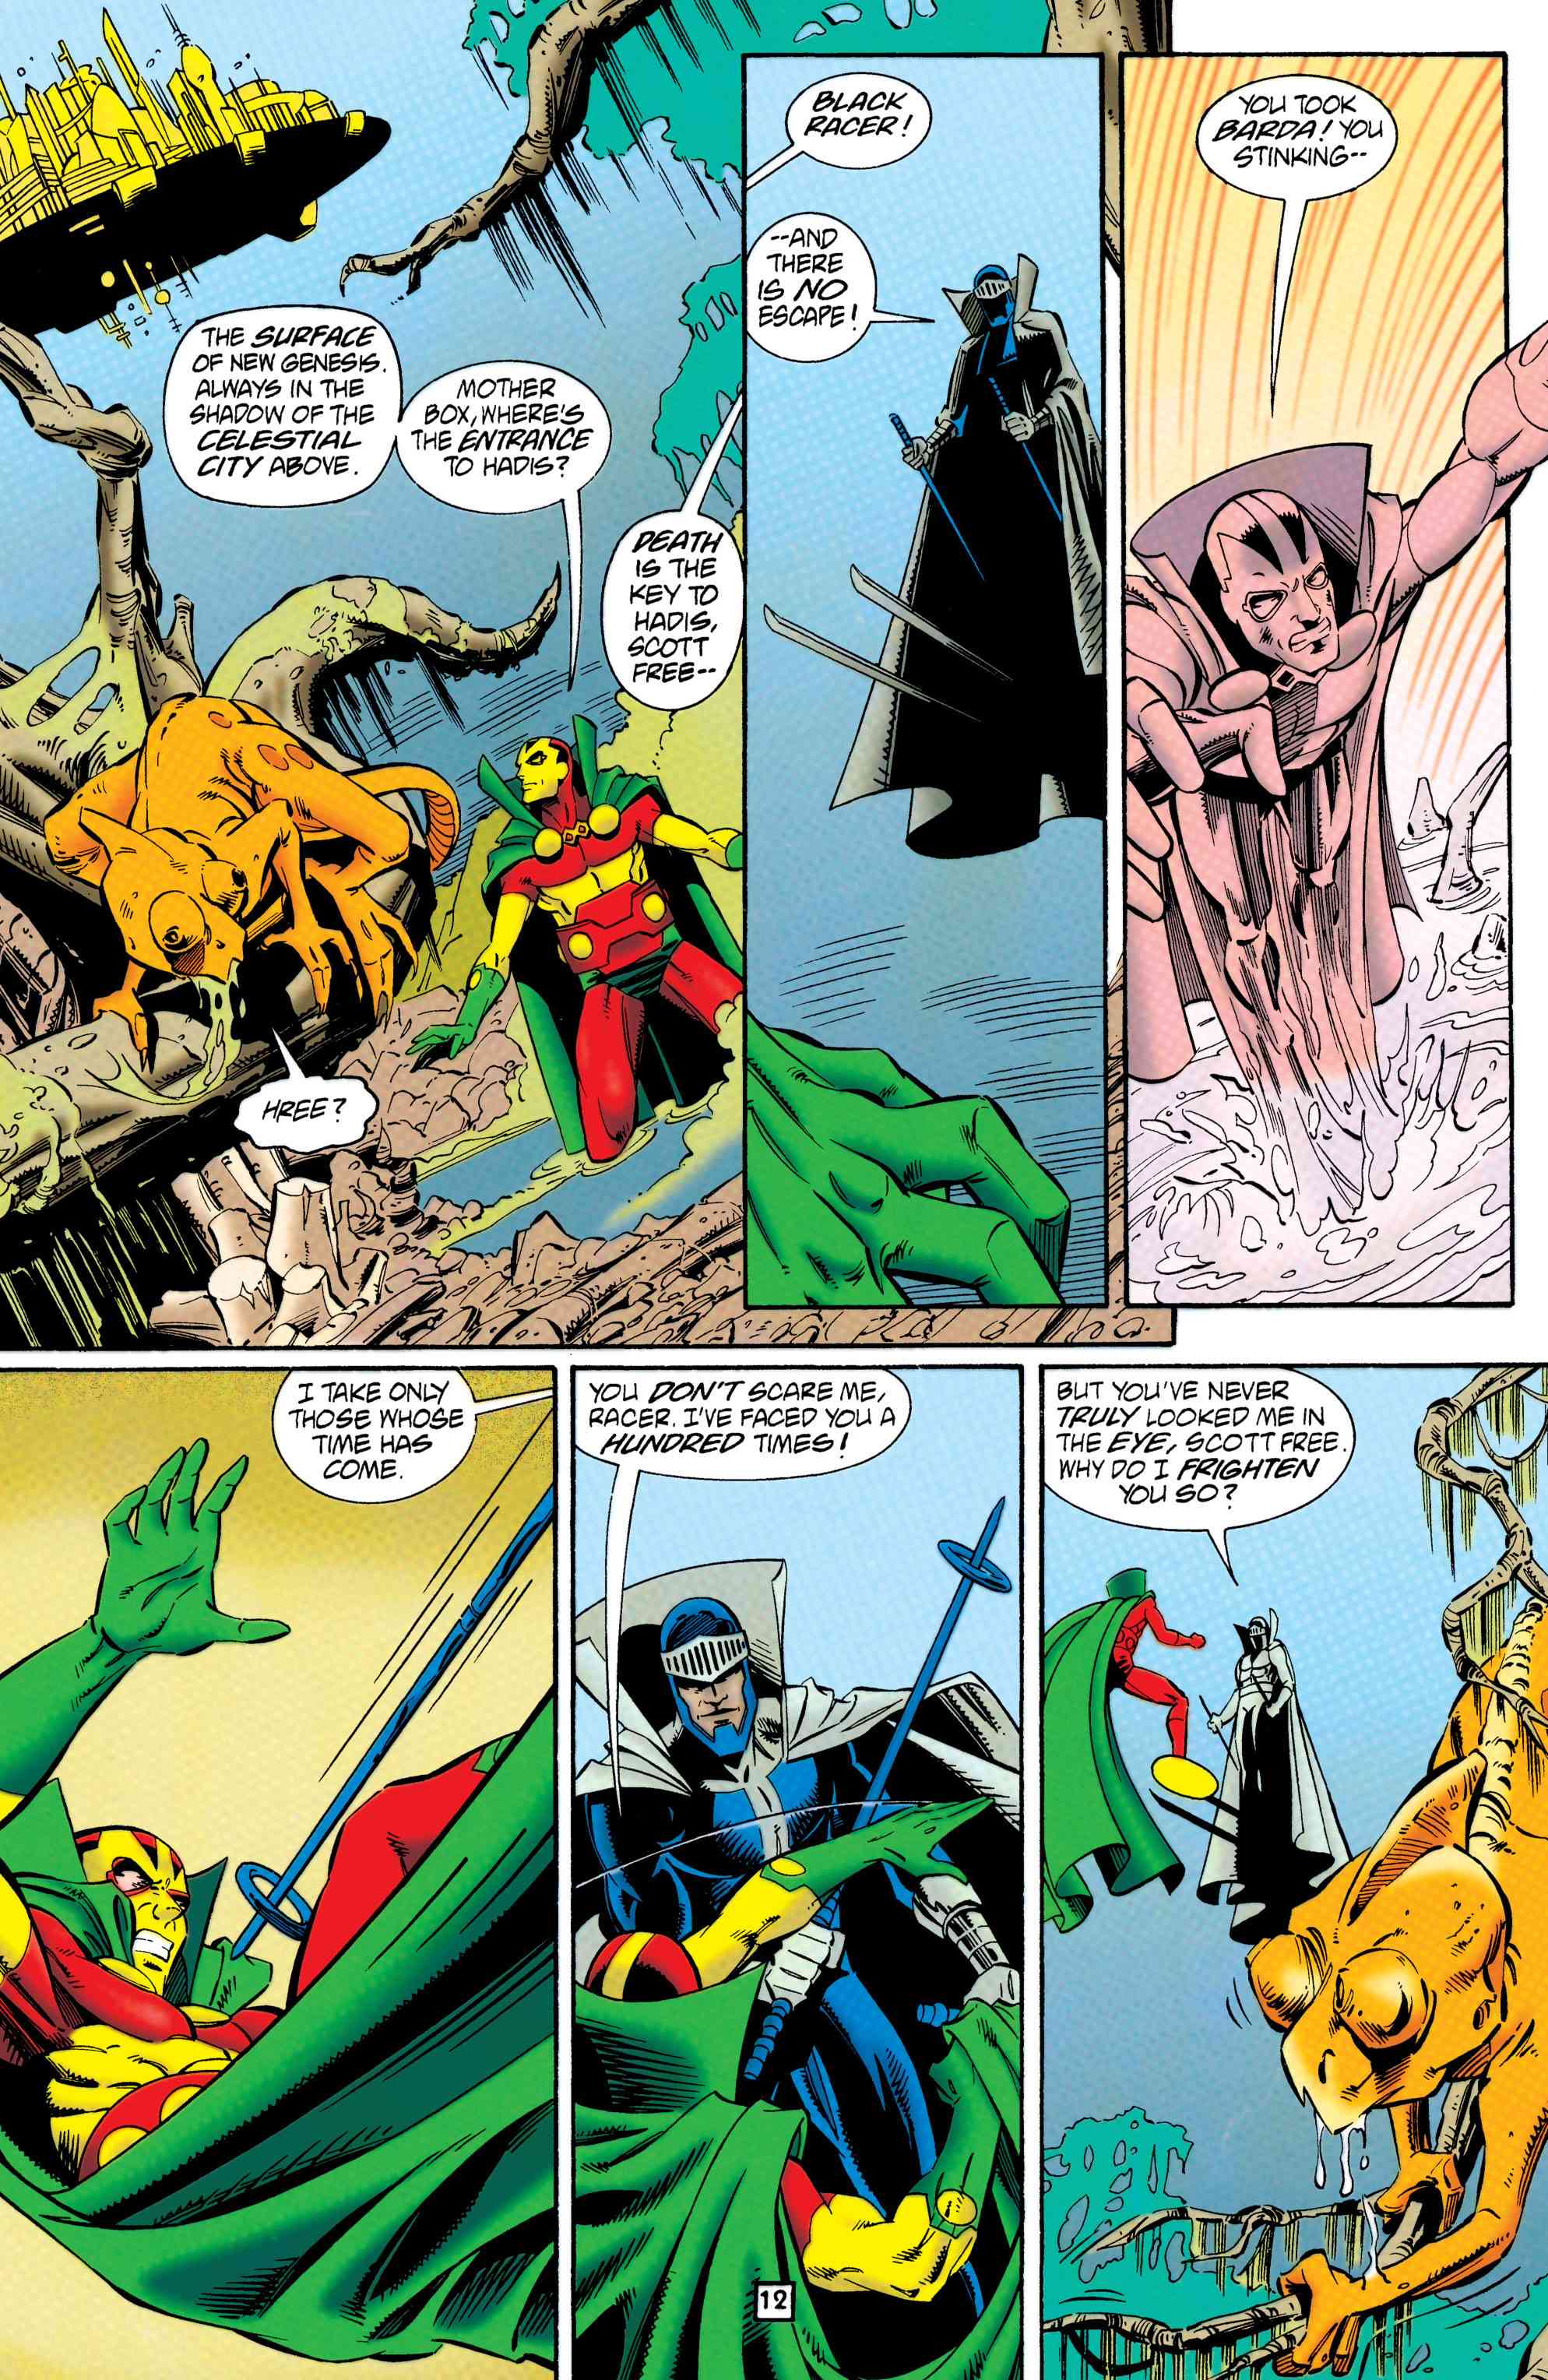 THE SURFACE
OF NEW GENESIS.
ALWAYS IN THE
SHADOW OF THE
CELESTIAL
CITY ABOVE.
MOTHER
BOX, WHERE'S
THE ENTRANCE
TO HADIS?
HREE?
DEATH
IS THE
KEY TO
HADIS,
SCOTT
FREE--
BLACK
RACER!
--AND
THERE
IS NO
ESCAPE!
YOU TOOK
BARDA! YOU
STINKING--
I TAKE ONLY
THOSE WHOSE
TIME HAS
COME.
YOU DON'T SCARE ME,
RACER. I'VE FACED YOU A
HUNDRED TIMES!
BUT YOU'VE NEVER
TRULY LOOKED ME IN
THE EYE, SCOTT FREE.
WHY DO I FRIGHTEN
YOU SO?
12